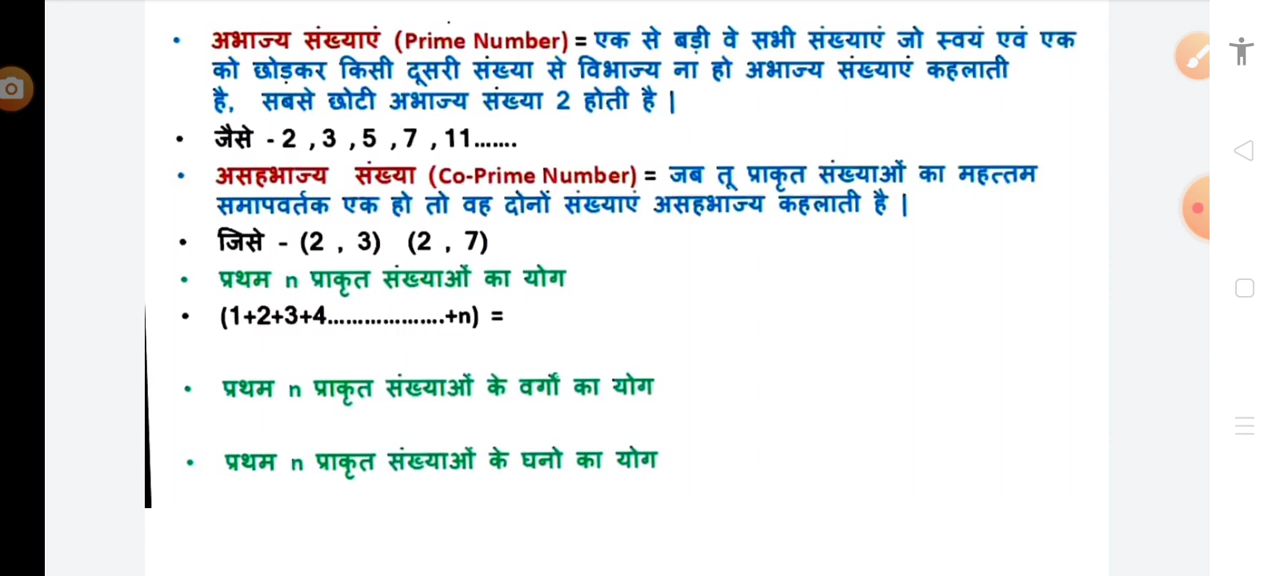 • अभाज्य संख्याएं (Prime Number) = एक से बड़ी वे सभी संख्याएं जो स्वयं एवं एक
को छोड़कर किसी दूसरी संख्या से विभाज्य ना हो अभाज्य संख्याएं कहलाती
है, सबसे छोटी अभाज्य संख्या 2 होती है |
• जैसे - 2 , 3 , 5 , 7 , 11.......
• असहभाज्य संख्या (Co-Prime Number) = जब तू प्राकृत संख्याओं का महत्तम
समापवर्तक एक हो तो वह दोनों संख्याएं असहभाज्य कहलाती है |
• जिसे - (2 , 3) (2 , 7)
• प्रथम n प्राकृत संख्याओं का योग
• (1+2+3+4...................+n) =
• प्रथम n प्राकृत संख्याओं के वर्गों का योग
• प्रथम n प्राकृत संख्याओं के घनो का योग